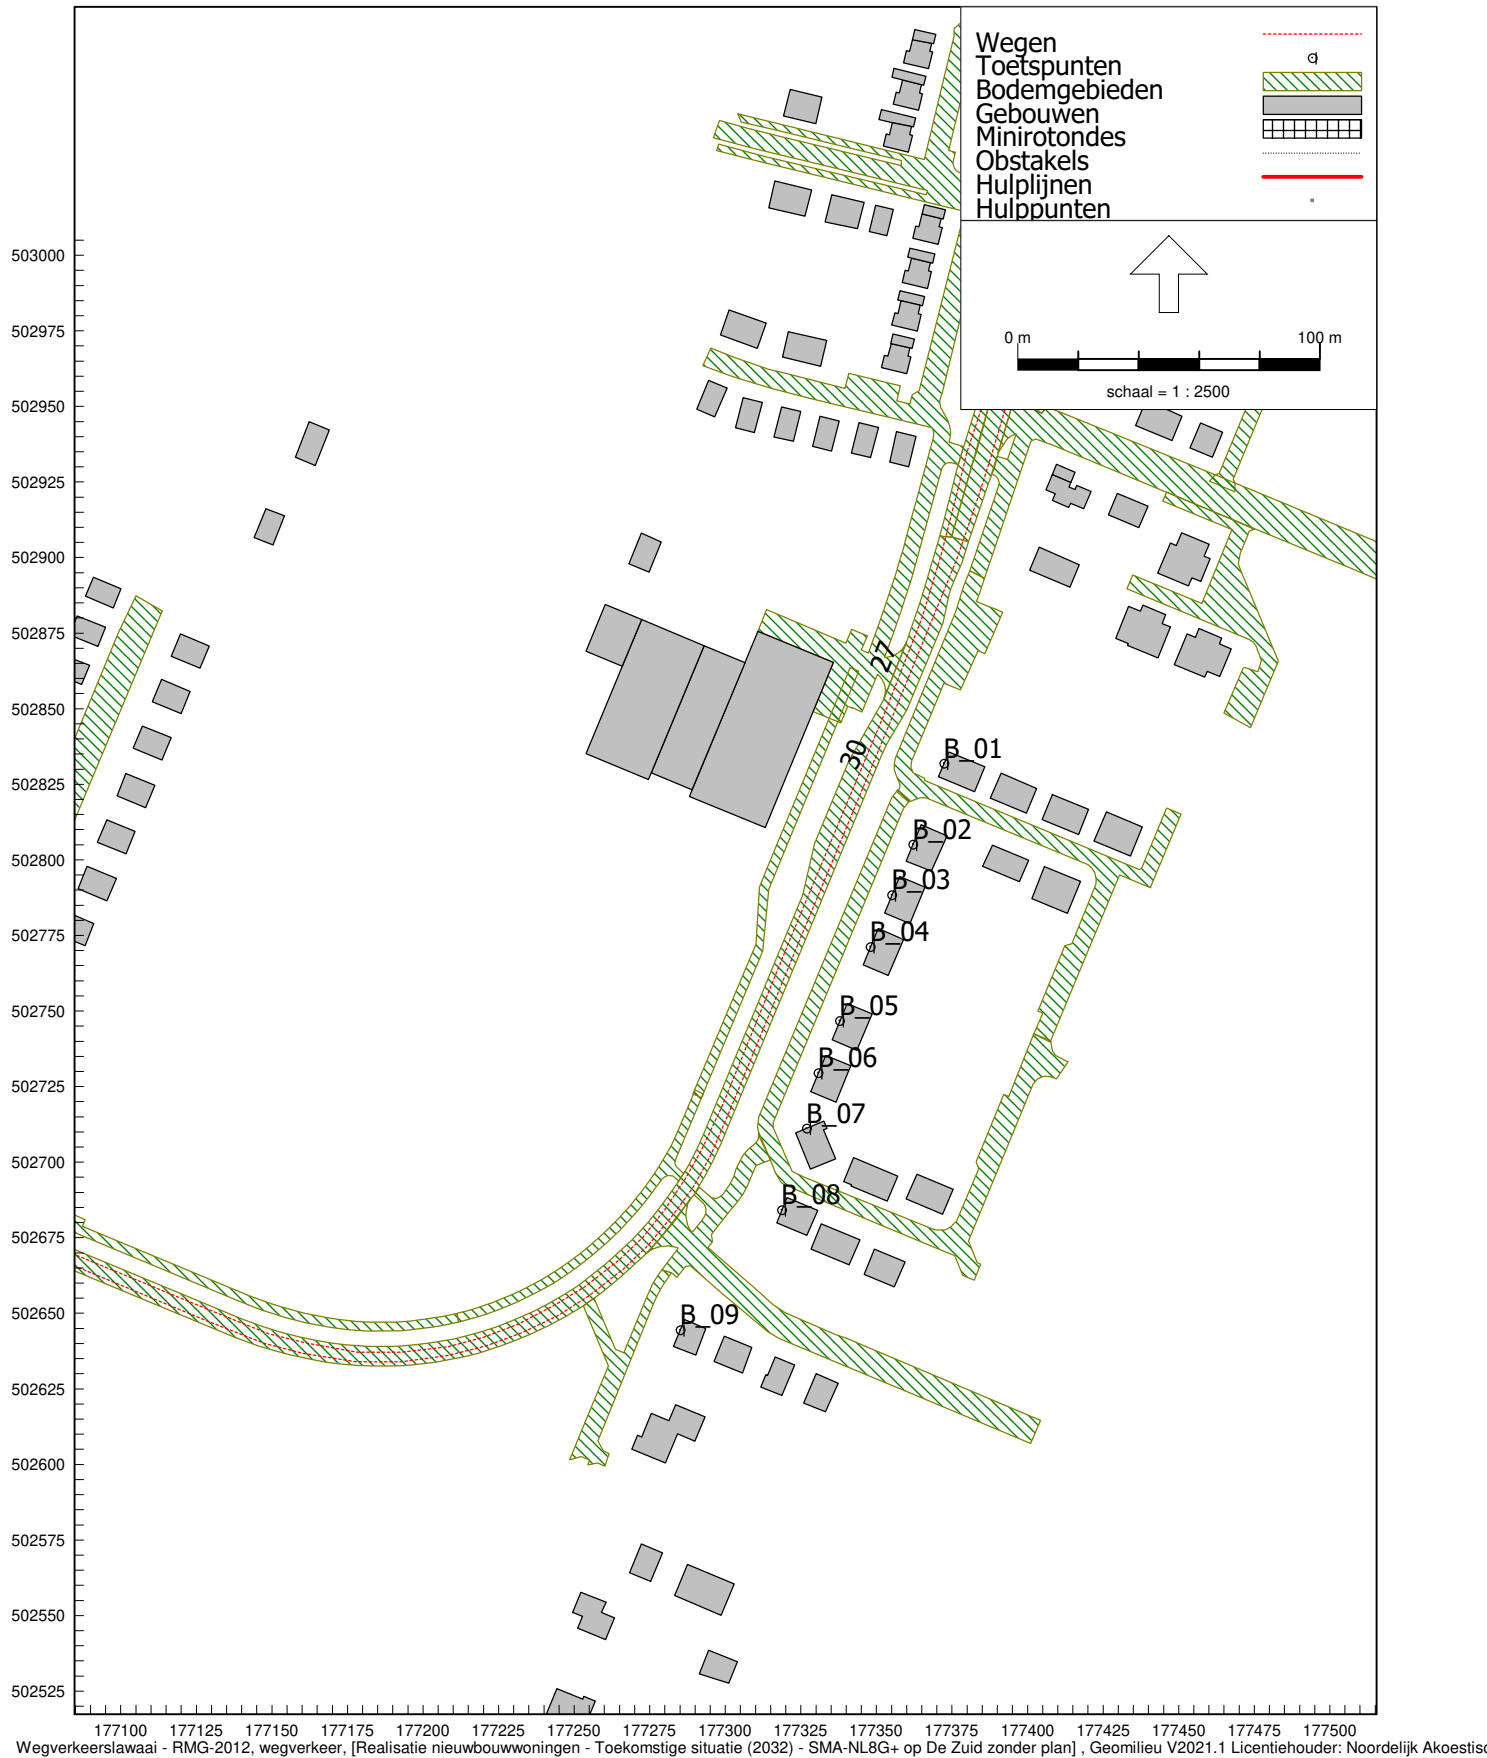 Wegen
Toetspunten
Bodemgebieden
Gebouwen
Minirotondes
Obstakels
Hulplijnen
Hulppunten
0 m 100 m
schaal = 1 : 2500
503000
502975
502950
502925
502900
502875
502850
502825
502800
502775
502750
502725
502700
502675
502650
502625
502600
502575
502550
502525
27
30
B_01
B_02
B_03
B_04
B_05
B_06
B_07
B_08
B_09
177100 177125 177150 177175 177200 177225 177250 177275 177300 177325 177350 177375 177400 177425 177450 177475 177500
Wegverkeerslawaai - RMG-2012, wegverkeer, [Realisatie nieuwbouwwoningen - Toekomstige situatie (2032) - SMA-NL8G+ op De Zuid zonder plan] , Geomilieu V2021.1 Licentiehouder: Noordelijk Akoestisc